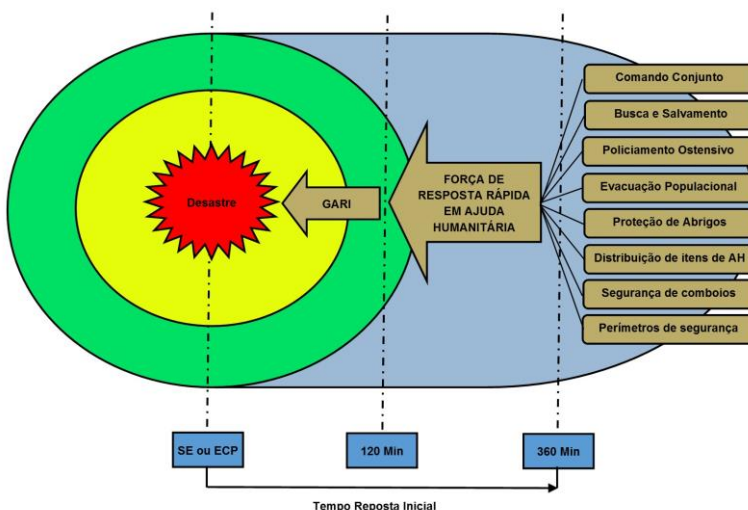 Comando Conjunto
Busca e Salvamento
Policiamento Ostensivo
Evacuação Populacional
Proteção de Abrigos
Distribuição de itens de AH
Segurança de comboios
Perímetros de segurança
Desastre
GARI
FORÇA DE
RESPOSTA RÁPIDA
EM AJUDA
HUMANITÁRIA
SE ou ECP
120 Min
360 Min
Tempo Reposta Inicial